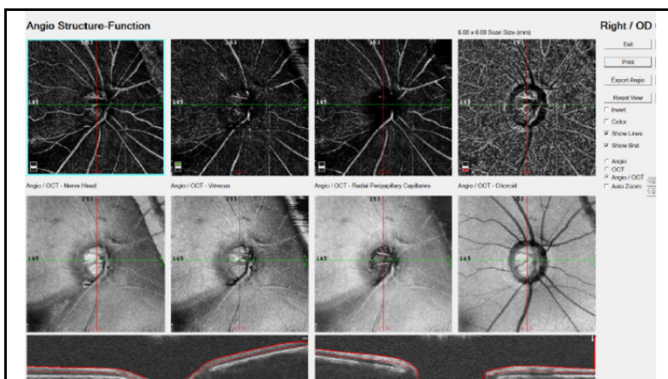 Angio Structure-Function
6.00 x 6.00 Scan Size (mm)
Right / OD
Exit
Print
Export Angio
Reset View
Invert
Color
Show Lines
Show Bnd
Angio
OCT
Angio / OCT
Auto Zoom
Angio / OCT - Nerve Head
Angio / OCT - Vitreous
Angio / OCT - Radial Peripapillary Capillaries
Angio / OCT - Choroid